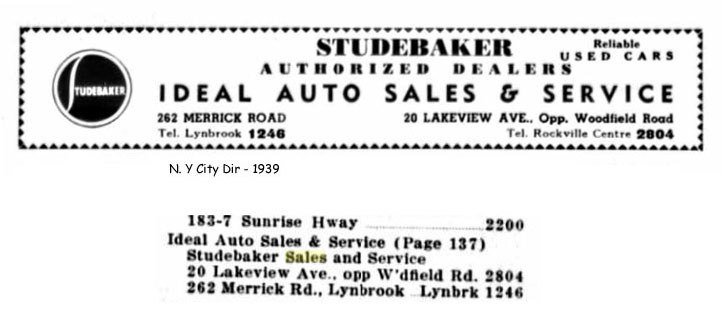 STUDEBAKER
Reliable
USED CARS
AUTHORIZED DEALERS
STUDEBAKER
IDEAL AUTO SALES & SERVICE
262 MERRICK ROAD 20 LAKEVIEW AVE., Opp. Woodfield Road
Tel. Lynbrook 1246 Tel. Rockville Centre 2804
N. Y City Dir - 1939
183-7 Sunrise Hway 2200
Ideal Auto Sales & Service (Page 137)
Studebaker Sales and Service
20 Lakeview Ave., opp W'dfield Rd. 2804
262 Merrick Rd., Lynbrook Lynbrk 1246